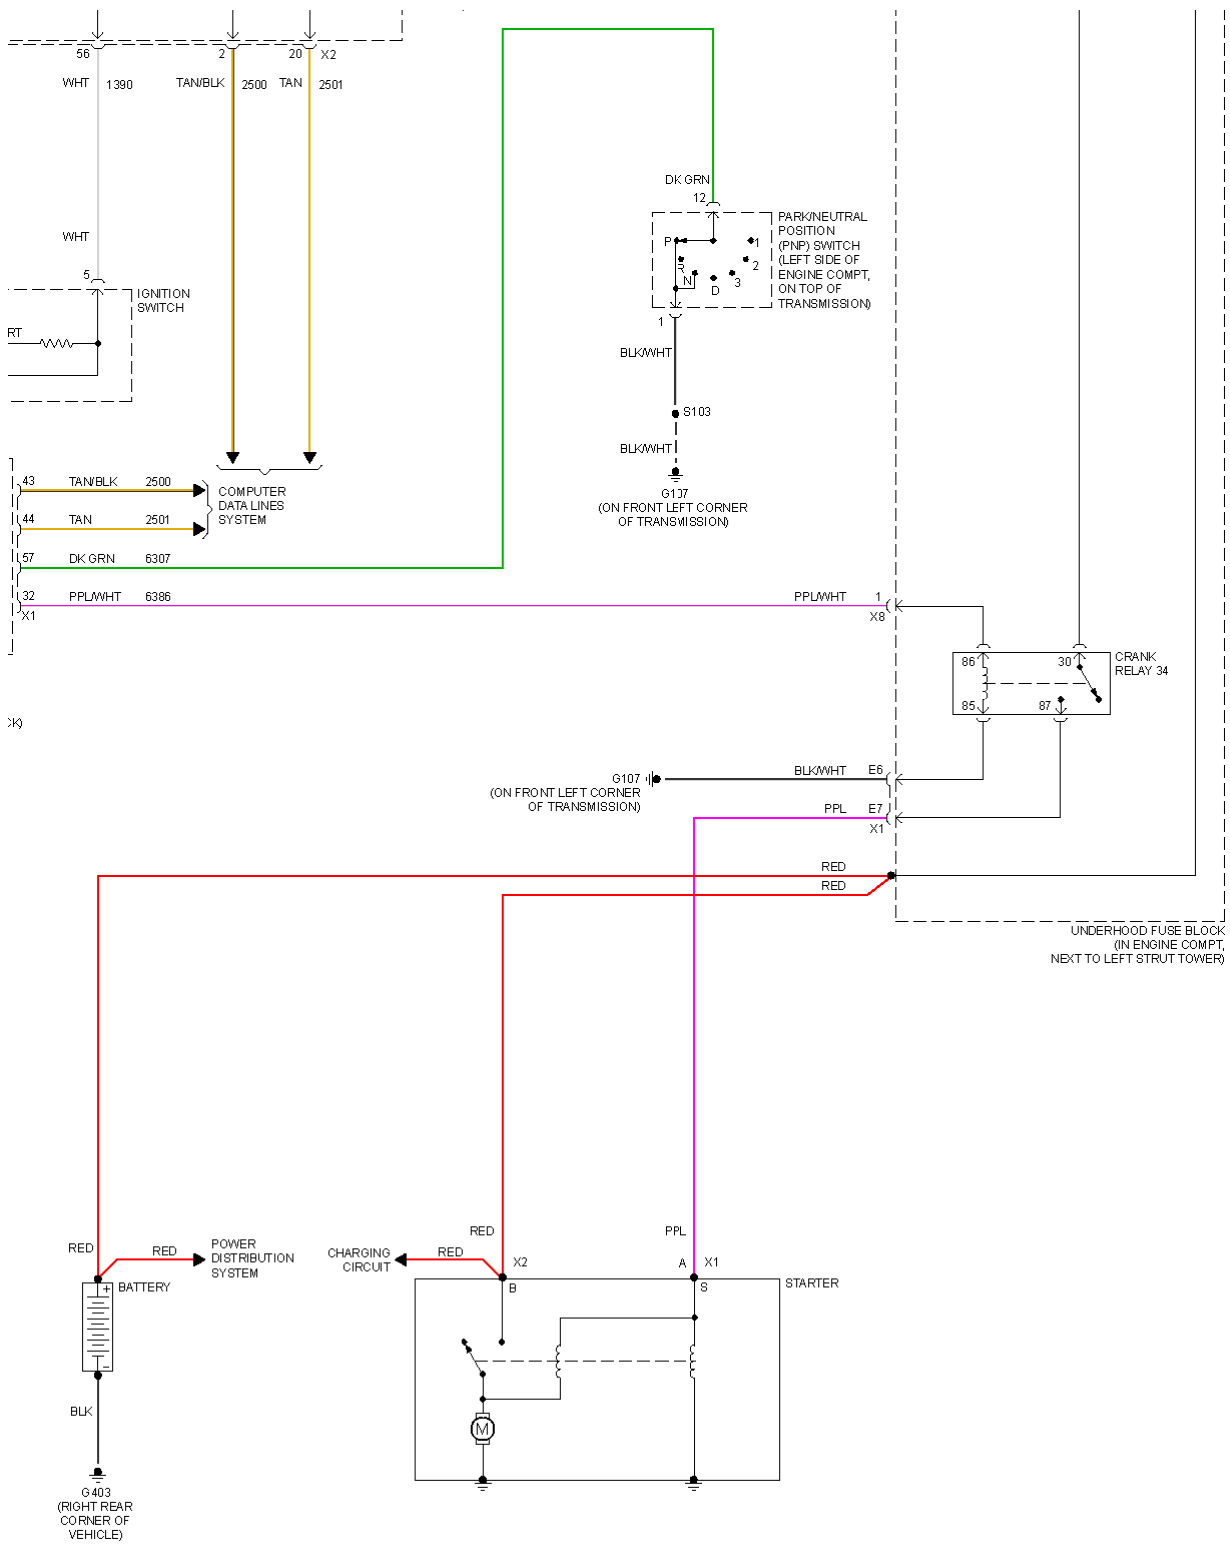 56
2
20
X2
WHT
1390
TAN/BLK
2500
TAN
2501
DK GRN
12
PARK/NEUTRAL
POSITION
(PNP) SWITCH
(LEFT SIDE OF
ENGINE COMPT,
ON TOP OF
TRANSMISSION)
P
R
N
D
3
2
1
1
WHT
5
IGNITION
SWITCH
RT
BLK/WHT
S103
BLK/WHT
G107
(ON FRONT LEFT CORNER
OF TRANSMISSION)
43
TAN/BLK
2500
44
TAN
2501
COMPUTER
DATA LINES
SYSTEM
57
DK GRN
6307
32
PPL/WHT
6386
X1
PPL/WHT
1
X8
CRANK
RELAY 34
86
30
85
87
K)
G107
(ON FRONT LEFT CORNER
OF TRANSMISSION)
BLK/WHT
E6
PPL
E7
X1
RED
RED
UNDERHOOD FUSE BLOCK
(IN ENGINE COMPT,
NEXT TO LEFT STRUT TOWER)
RED
RED
POWER
DISTRIBUTION
SYSTEM
CHARGING
CIRCUIT
RED
RED
X2
PPL
A
X1
B
S
STARTER
+
BATTERY
-
M
BLK
G403
(RIGHT REAR
CORNER OF
VEHICLE)